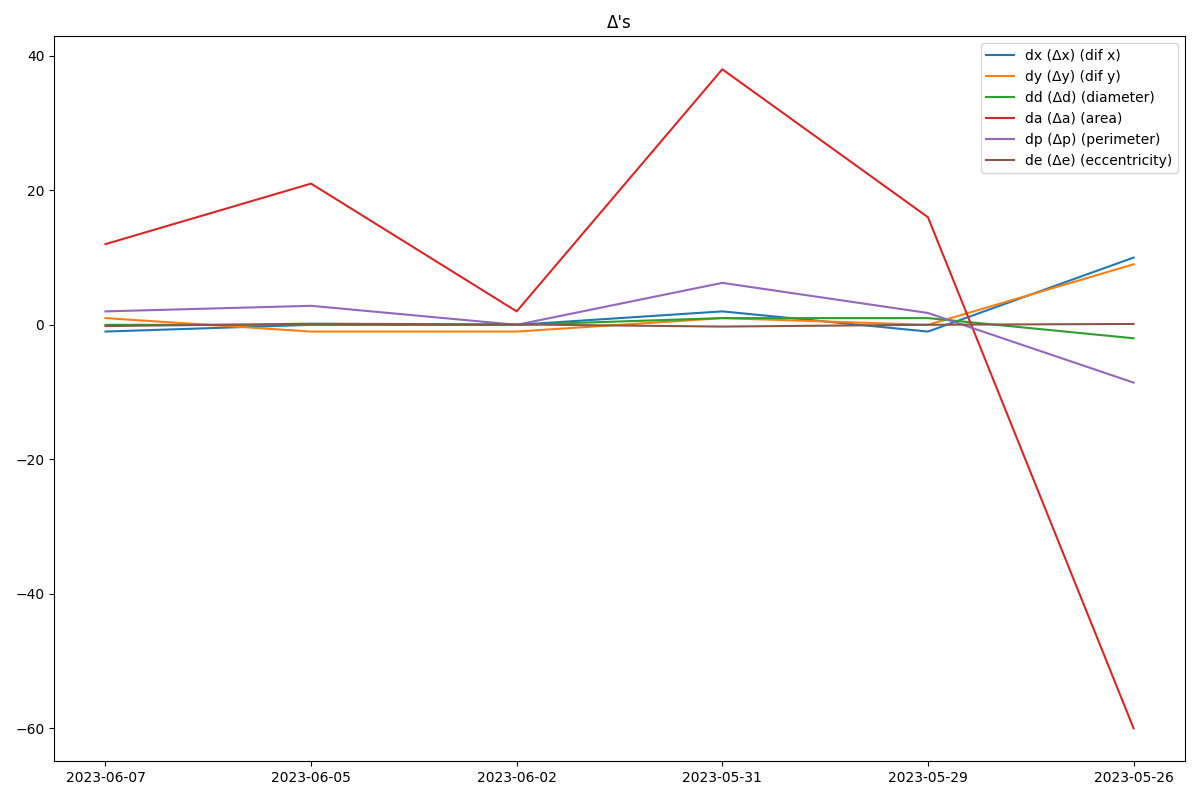 Δ's
dx (Δx) (dif x)
dy (Δy) (dif y)
dd (Δd) (diameter)
da (Δa) (area)
dp (Δp) (perimeter)
de (Δe) (eccentricity)
40
20
0
−20
−40
−60
2023-06-07 2023-06-05 2023-06-02 2023-05-31 2023-05-29 2023-05-26